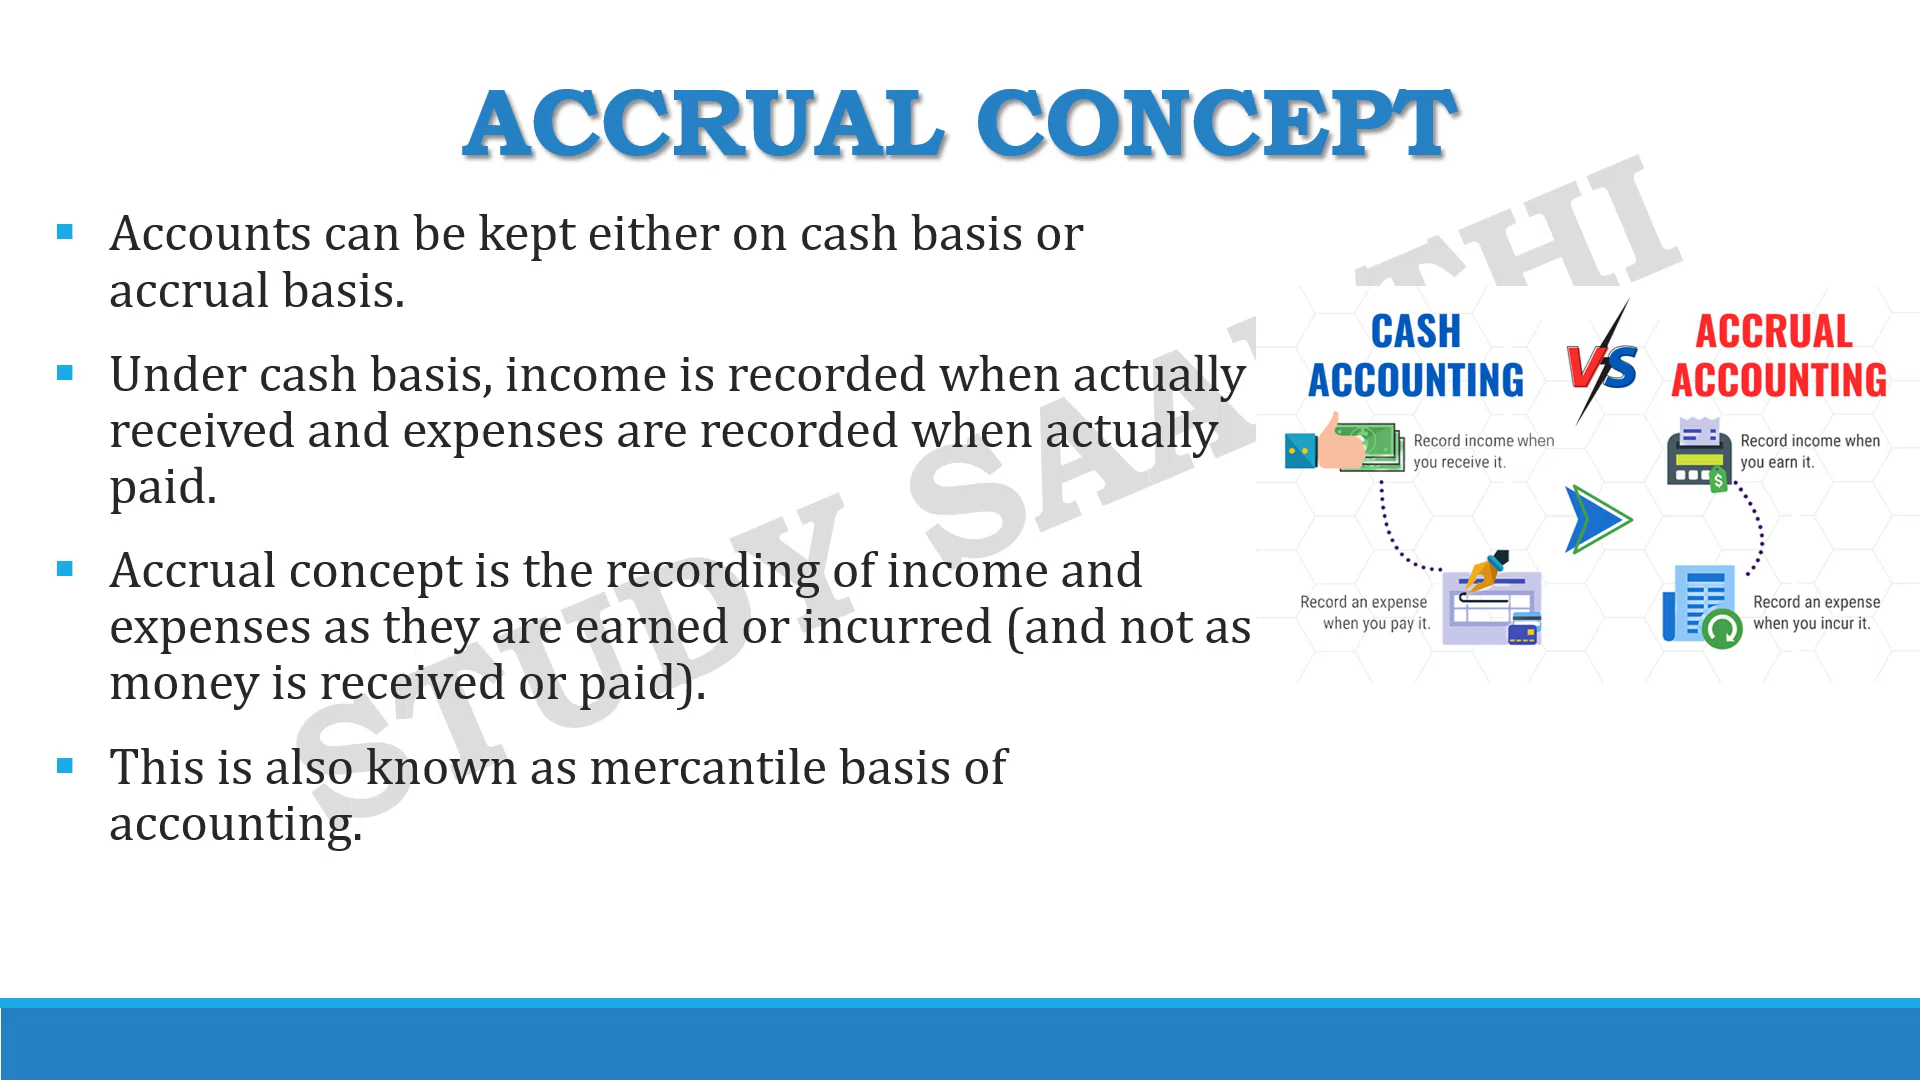 ACCRUAL CONCEPT
▪ Accounts can be kept either on cash basis or
accrual basis.
▪ Under cash basis, income is recorded when actually
received and expenses are recorded when actually
paid.
▪ Accrual concept is the recording of income and
expenses as they are earned or incurred (and not as
money is received or paid).
▪ This is also known as mercantile basis of
accounting.
CASH
ACCOUNTING
VS
ACCRUAL
ACCOUNTING
Record income when
you receive it.
Record an expense
when you pay it.
Record income when
you earn it.
$
Record an expense
when you incur it.
STUDY SAA THI